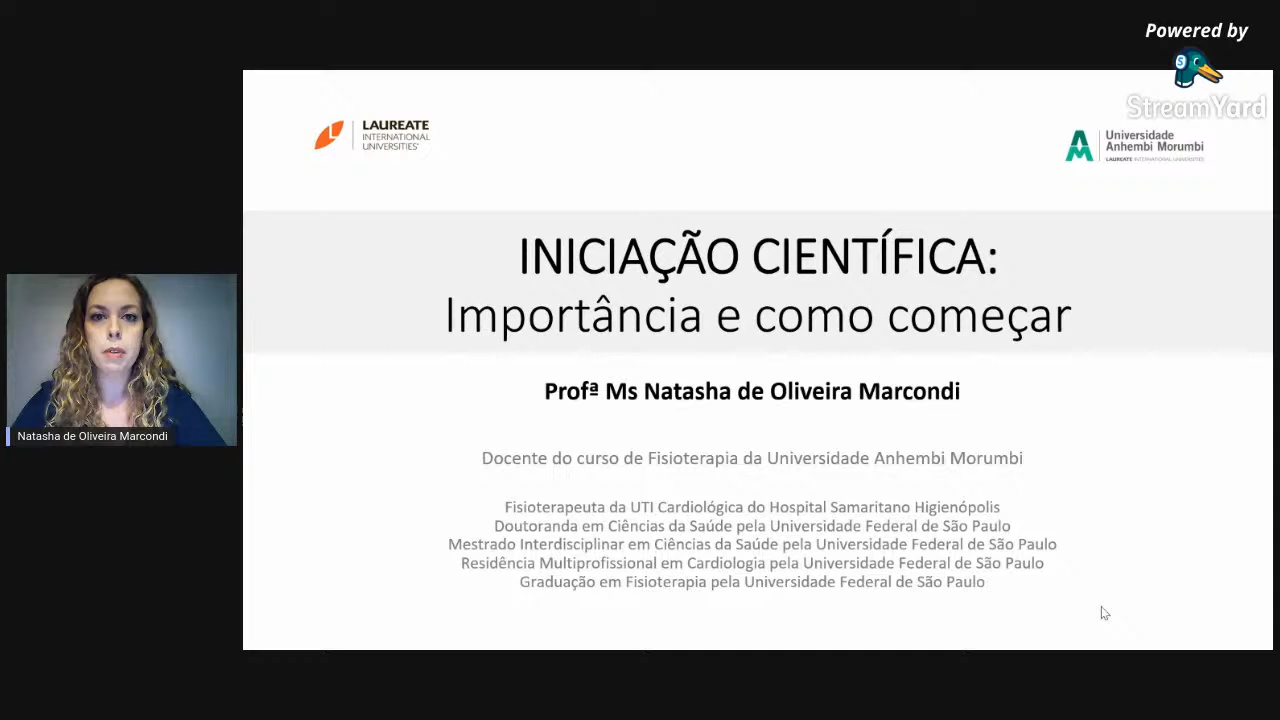 Powered by
StreamYard
LAUREATE
INTERNATIONAL
UNIVERSITIES®
Universidade
Anhembi Morumbi
LAUREATE INTERNATIONAL UNIVERSITIES
INICIAÇÃO CIENTÍFICA:
Importância e como começar
Profª Ms Natasha de Oliveira Marcondi
Natasha de Oliveira Marcondi
Docente do curso de Fisioterapia da Universidade Anhembi Morumbi
Fisioterapeuta da UTI Cardiológica do Hospital Samaritano Higienópolis
Doutoranda em Ciências da Saúde pela Universidade Federal de São Paulo
Mestrado Interdisciplinar em Ciências da Saúde pela Universidade Federal de São Paulo
Residência Multiprofissional em Cardiologia pela Universidade Federal de São Paulo
Graduação em Fisioterapia pela Universidade Federal de São Paulo